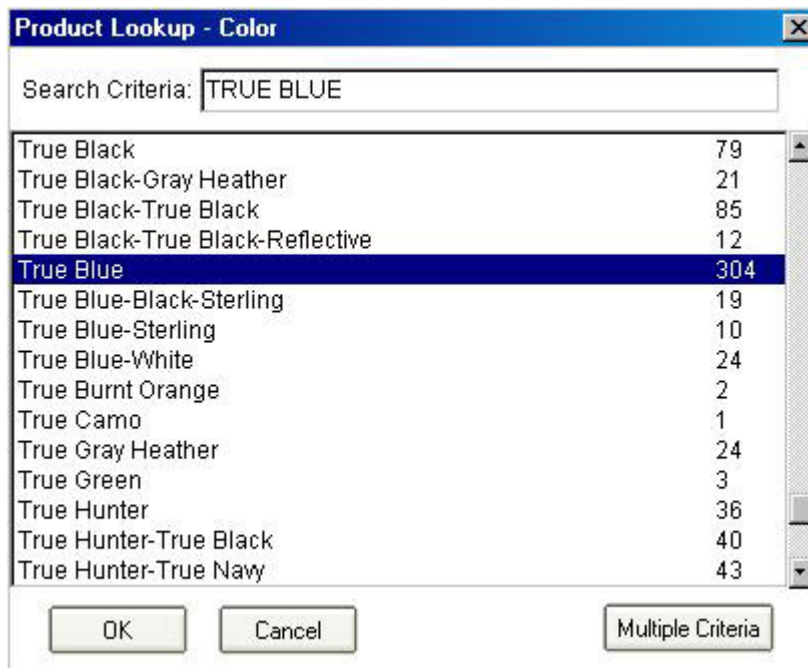 Product Lookup - Color
Search Criteria: TRUE BLUE
True Black 79
True Black-Gray Heather 21
True Black-True Black 85
True Black-True Black-Reflective 12
True Blue 304
True Blue-Black-Sterling 19
True Blue-Sterling 10
True Blue-White 24
True Burnt Orange 2
True Camo 1
True Gray Heather 24
True Green 3
True Hunter 36
True Hunter-True Black 40
True Hunter-True Navy 43
OK Cancel Multiple Criteria